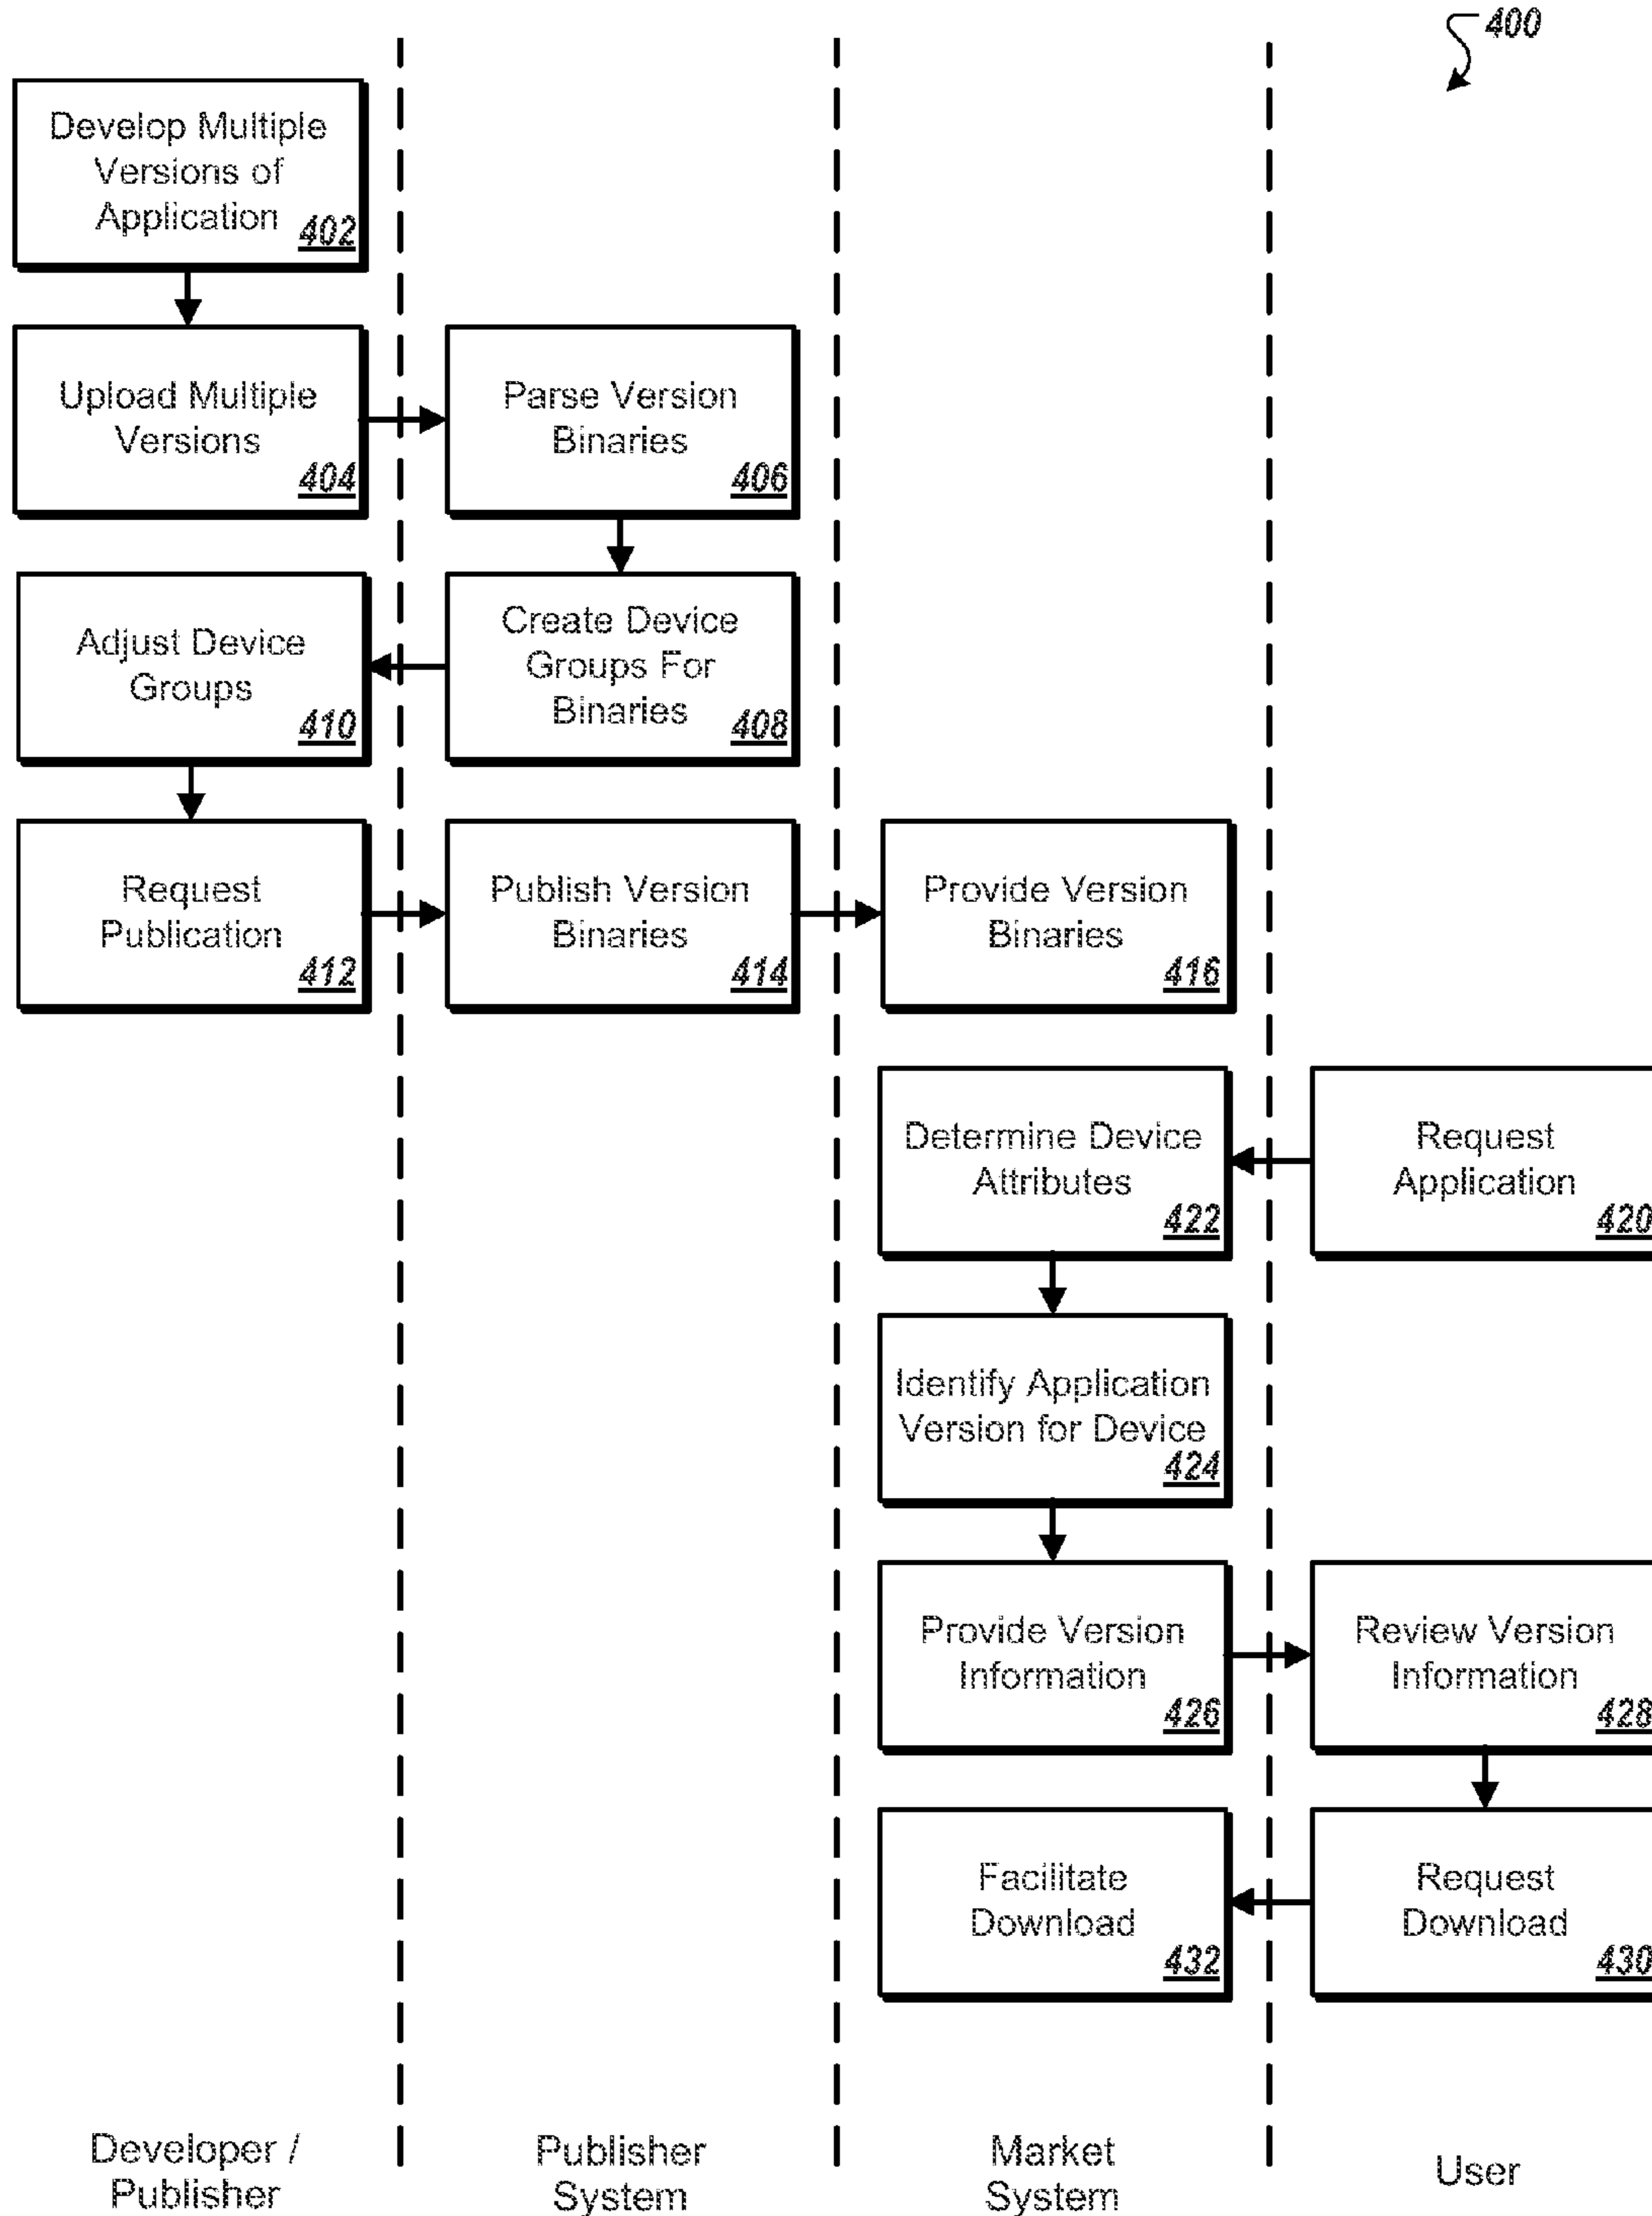 400
Develop Multiple
Versions of
Application
402
Upload Multiple
Versions
404
Parse Version
Binaries
406
Adjust Device
Groups
410
Create Device
Groups For
Binaries
408
Request
Publication
412
Publish Version
Binaries
414
Provide Version
Binaries
416
Determine Device
Attributes
422
Request
Application
420
Identify Application
Version for Device
424
Provide Version
Information
426
Review Version
Information
428
Facilitate
Download
432
Request
Download
430
Developer /
Publisher
Publisher
System
Market
System
User